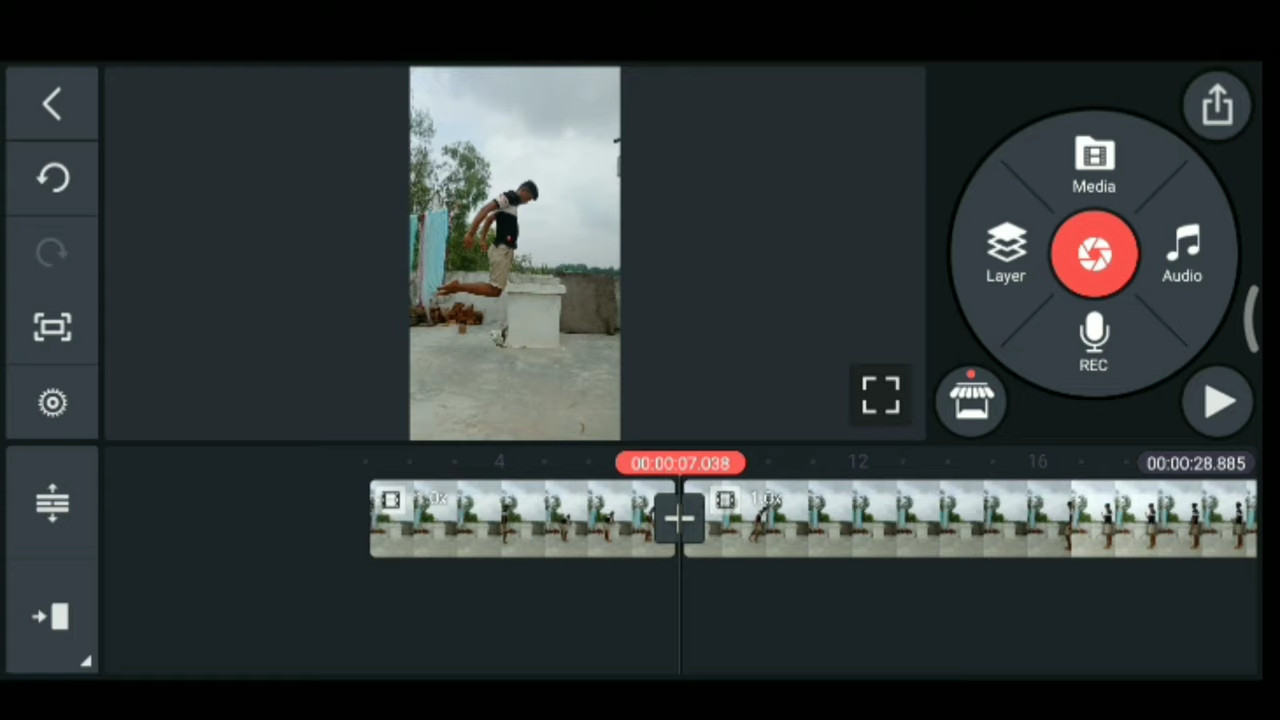 Media
Layer
Audio
REC
4
00:00:07.038
12
16
00:00:28.885
1.0x